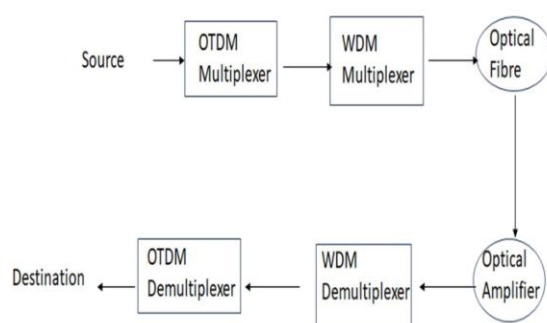 Source
OTDM
Multiplexer
WDM
Multiplexer
Optical
Fibre
Destination
OTDM
Demultiplexer
WDM
Demultiplexer
Optical
Amplifier